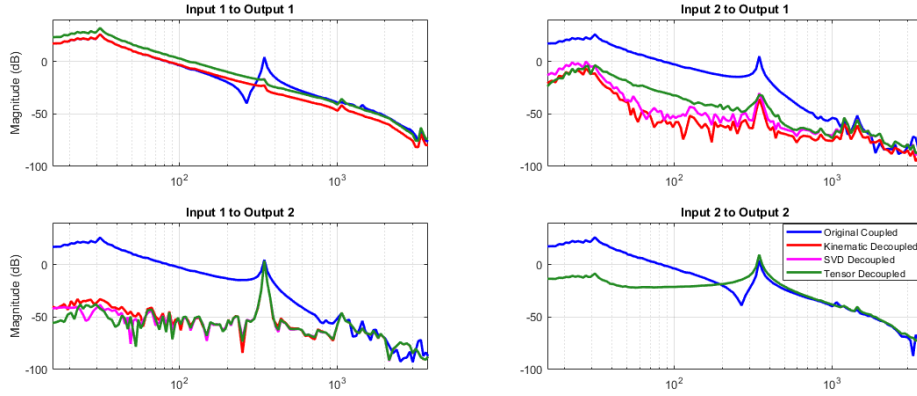 Input 1 to Output 1
Magnitude (dB)
0
-50
-100
10²
10³
Input 2 to Output 1
0
-50
-100
10²
10³
Input 1 to Output 2
Magnitude (dB)
0
-50
-100
10²
10³
Input 2 to Output 2
0
-50
-100
10²
10³
Original Coupled
Kinematic Decoupled
SVD Decoupled
Tensor Decoupled